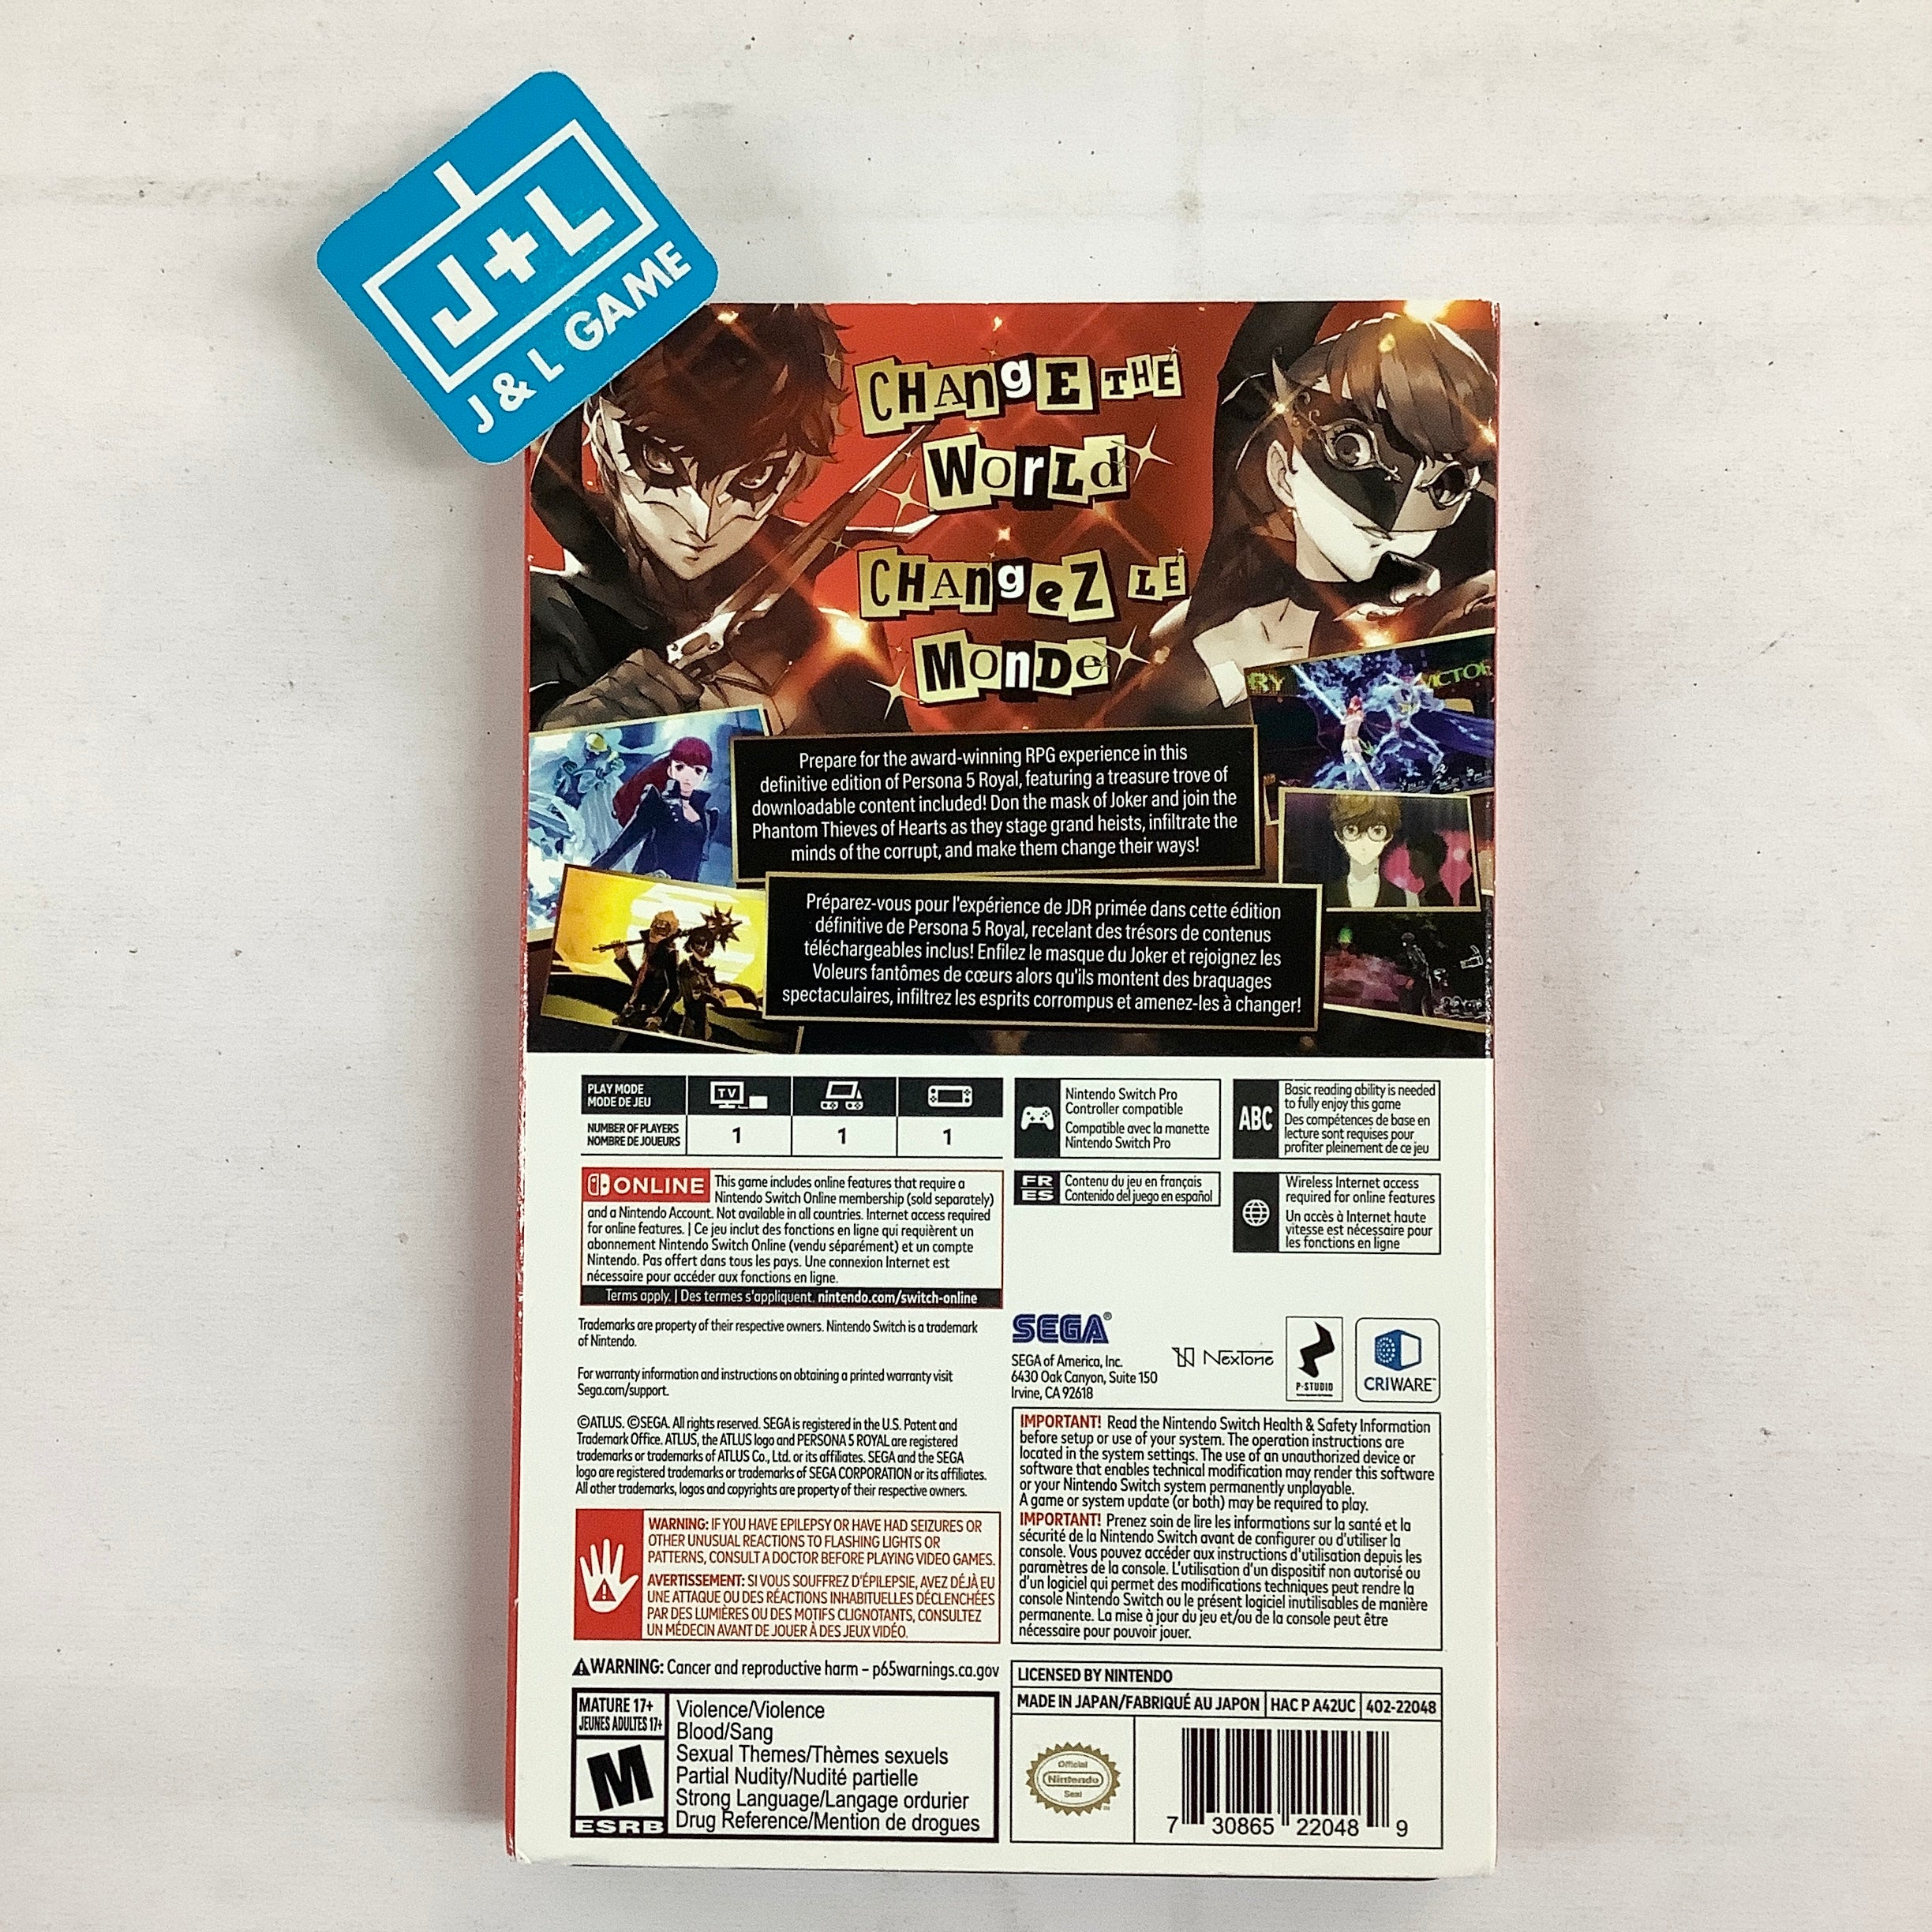 J+L
J & L GAME
CHAngE THE
WorLd
CHAngeZ LE
MonDe
RY
VICTOR
Prepare for the award-winning RPG experience in this
definitive edition of Persona 5 Royal, featuring a treasure trove of
downloadable content included! Don the mask of Joker and join the
Phantom Thieves of Hearts as they stage grand heists, infiltrate the
minds of the corrupt, and make them change their ways!
Préparez-vous pour l'expérience de JDR primée dans cette édition
définitive de Persona 5 Royal, recelant des trésors de contenus
téléchargeables inclus! Enfilez le masque du Joker et rejoignez les
Voleurs fantômes de cœurs alors qu'ils montent des braquages
spectaculaires, infiltrez les esprits corrompus et amenez-les à changer!
PLAY MODE
MODE DE JEU
TV
NUMBER OF PLAYERS
NOMBRE DE JOUEURS
1
1
1
Nintendo Switch Pro
Controller compatible
Compatible avec la manette
Nintendo Switch Pro
ABC
Basic reading ability is needed
to fully enjoy this game
Des compétences de base en
lecture sont requises pour
profiter pleinement de ce jeu
ONLINE This game includes online features that require a
Nintendo Switch Online membership (sold separately)
and a Nintendo Account. Not available in all countries. Internet access required
for online features. | Ce jeu inclut des fonctions en ligne qui requièrent un
abonnement Nintendo Switch Online (vendu séparément) et un compte
Nintendo. Pas offert dans tous les pays. Une connexion Internet est
nécessaire pour accéder aux fonctions en ligne.
Terms apply. | Des termes s'appliquent. nintendo.com/switch-online
FR Contenu du jeu en français
ES Contenido del juego en español
Wireless Internet access
required for online features
Un accès à Internet haute
vitesse est nécessaire pour
les fonctions en ligne
Trademarks are property of their respective owners. Nintendo Switch is a trademark
of Nintendo.
For warranty information and instructions on obtaining a printed warranty visit
Sega.com/support.
©ATLUS. ©SEGA. All rights reserved. SEGA is registered in the U.S. Patent and
Trademark Office. ATLUS, the ATLUS logo and PERSONA 5 ROYAL are registered
trademarks or trademarks of ATLUS Co., Ltd. or its affiliates. SEGA and the SEGA
logo are registered trademarks or trademarks of SEGA CORPORATION or its affiliates.
All other trademarks, logos and copyrights are property of their respective owners.
SEGA®
SEGA of America, Inc.
6430 Oak Canyon, Suite 150
Irvine, CA 92618
NexTone
P-STUDIO
CRIWARE™
WARNING: IF YOU HAVE EPILEPSY OR HAVE HAD SEIZURES OR
OTHER UNUSUAL REACTIONS TO FLASHING LIGHTS OR
PATTERNS, CONSULT A DOCTOR BEFORE PLAYING VIDEO GAMES.
AVERTISSEMENT: SI VOUS SOUFFREZ D'ÉPILEPSIE, AVEZ DÉJÀ EU
UNE ATTAQUE OU DES RÉACTIONS INHABITUELLES DÉCLENCHÉES
PAR DES LUMIÈRES OU DES MOTIFS CLIGNOTANTS, CONSULTEZ
UN MÉDECIN AVANT DE JOUER À DES JEUX VIDÉO.
IMPORTANT! Read the Nintendo Switch Health & Safety Information
before setup or use of your system. The operation instructions are
located in the system settings. The use of an unauthorized device or
software that enables technical modification may render this software
or your Nintendo Switch system permanently unplayable.
A game or system update (or both) may be required to play.
IMPORTANT! Prenez soin de lire les informations sur la santé et la
sécurité de la Nintendo Switch avant de configurer ou d'utiliser la
console. Vous pouvez accéder aux instructions d'utilisation depuis les
paramètres de la console. L'utilisation d'un dispositif non autorisé ou
d'un logiciel qui permet des modifications techniques peut rendre la
console Nintendo Switch ou le présent logiciel inutilisables de manière
permanente. La mise à jour du jeu et/ou de la console peut être
nécessaire pour pouvoir jouer.
WARNING: Cancer and reproductive harm – p65warnings.ca.gov
MATURE 17+
JEUNES ADULTES 17+
M
ESRB
Violence/Violence
Blood/Sang
Sexual Themes/Thèmes sexuels
Partial Nudity/Nudité partielle
Strong Language/Langage ordurier
Drug Reference/Mention de drogues
LICENSED BY NINTENDO
MADE IN JAPAN/FABRIQUÉ AU JAPON HAC P A42UC 402-22048
Official
Nintendo
Seal
7 30865 22048 9